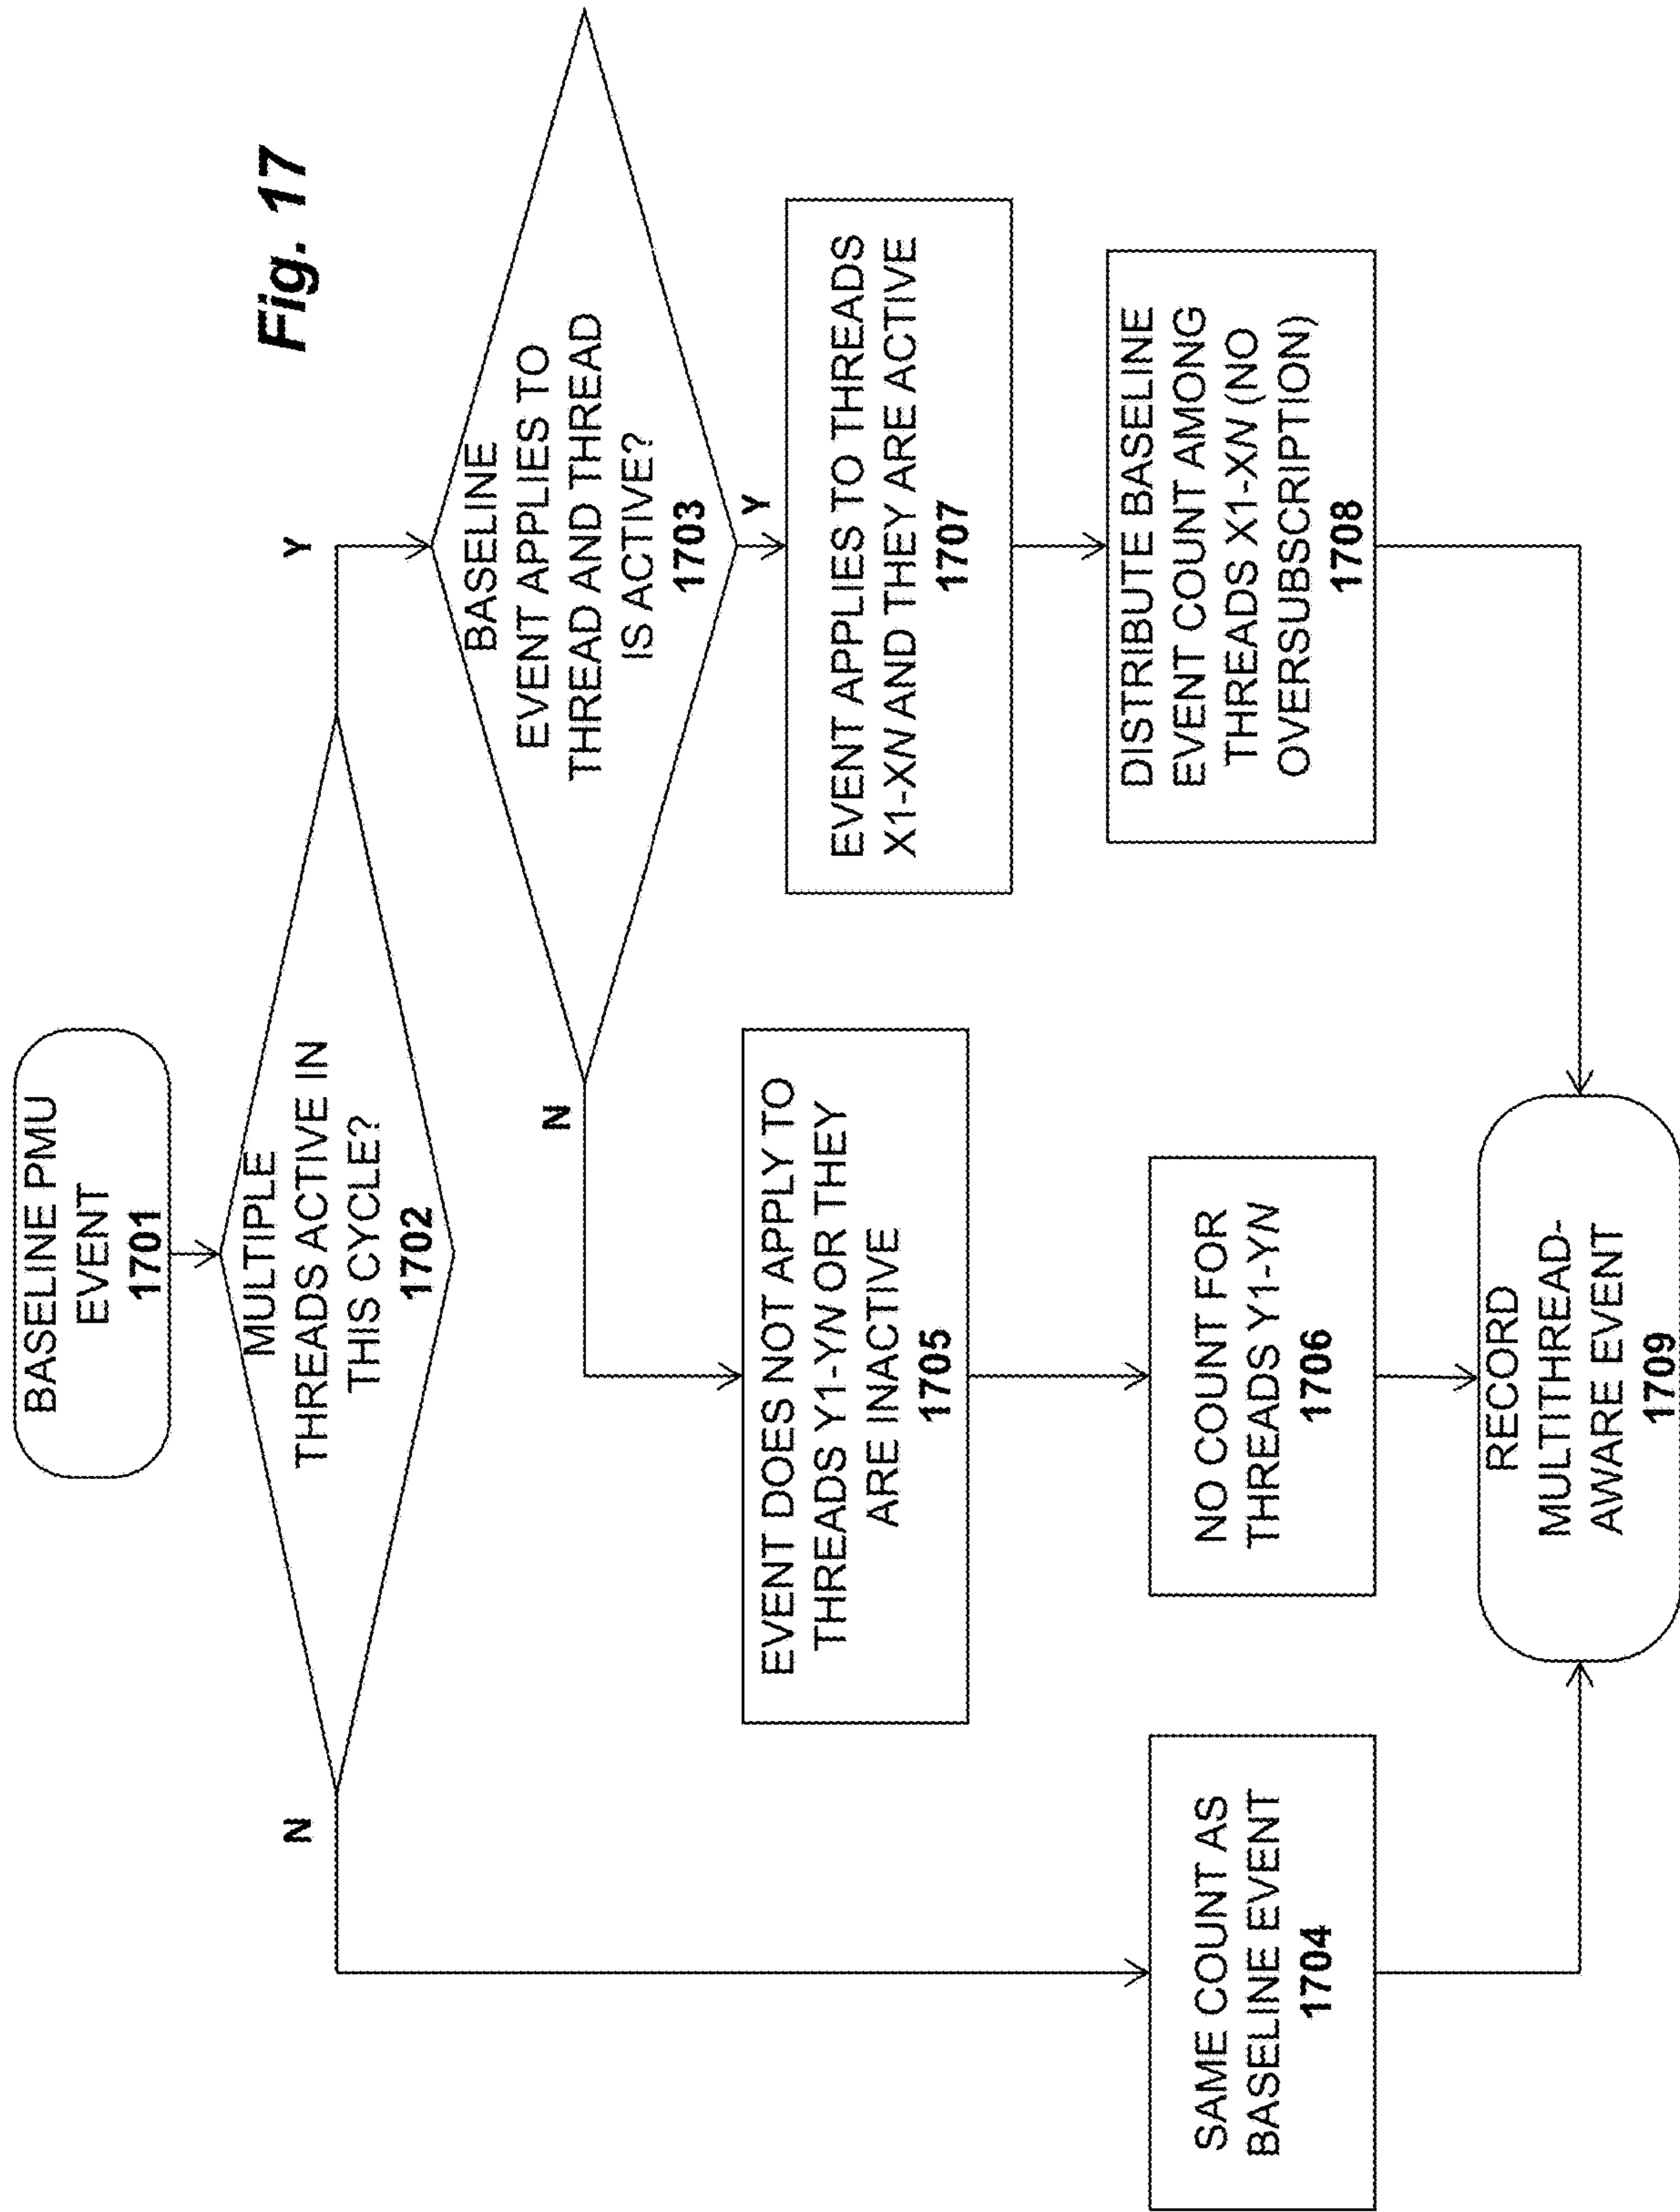 Fig. 17
BASELINE PMU
EVENT
1701
MULTIPLE
THREADS ACTIVE IN
THIS CYCLE?
1702
N
Y
BASELINE
EVENT APPLIES TO
THREAD AND THREAD
IS ACTIVE?
1703
N
Y
EVENT DOES NOT APPLY TO
THREADS Y1-YN OR THEY
ARE INACTIVE
1705
EVENT APPLIES TO THREADS
X1-XN AND THEY ARE ACTIVE
1707
SAME COUNT AS
BASELINE EVENT
1704
NO COUNT FOR
THREADS Y1-YN
1706
DISTRIBUTE BASELINE
EVENT COUNT AMONG
THREADS X1-XN (NO
OVERSUBSCRIPTION)
1708
RECORD
MULTITHREAD-
AWARE EVENT
1709